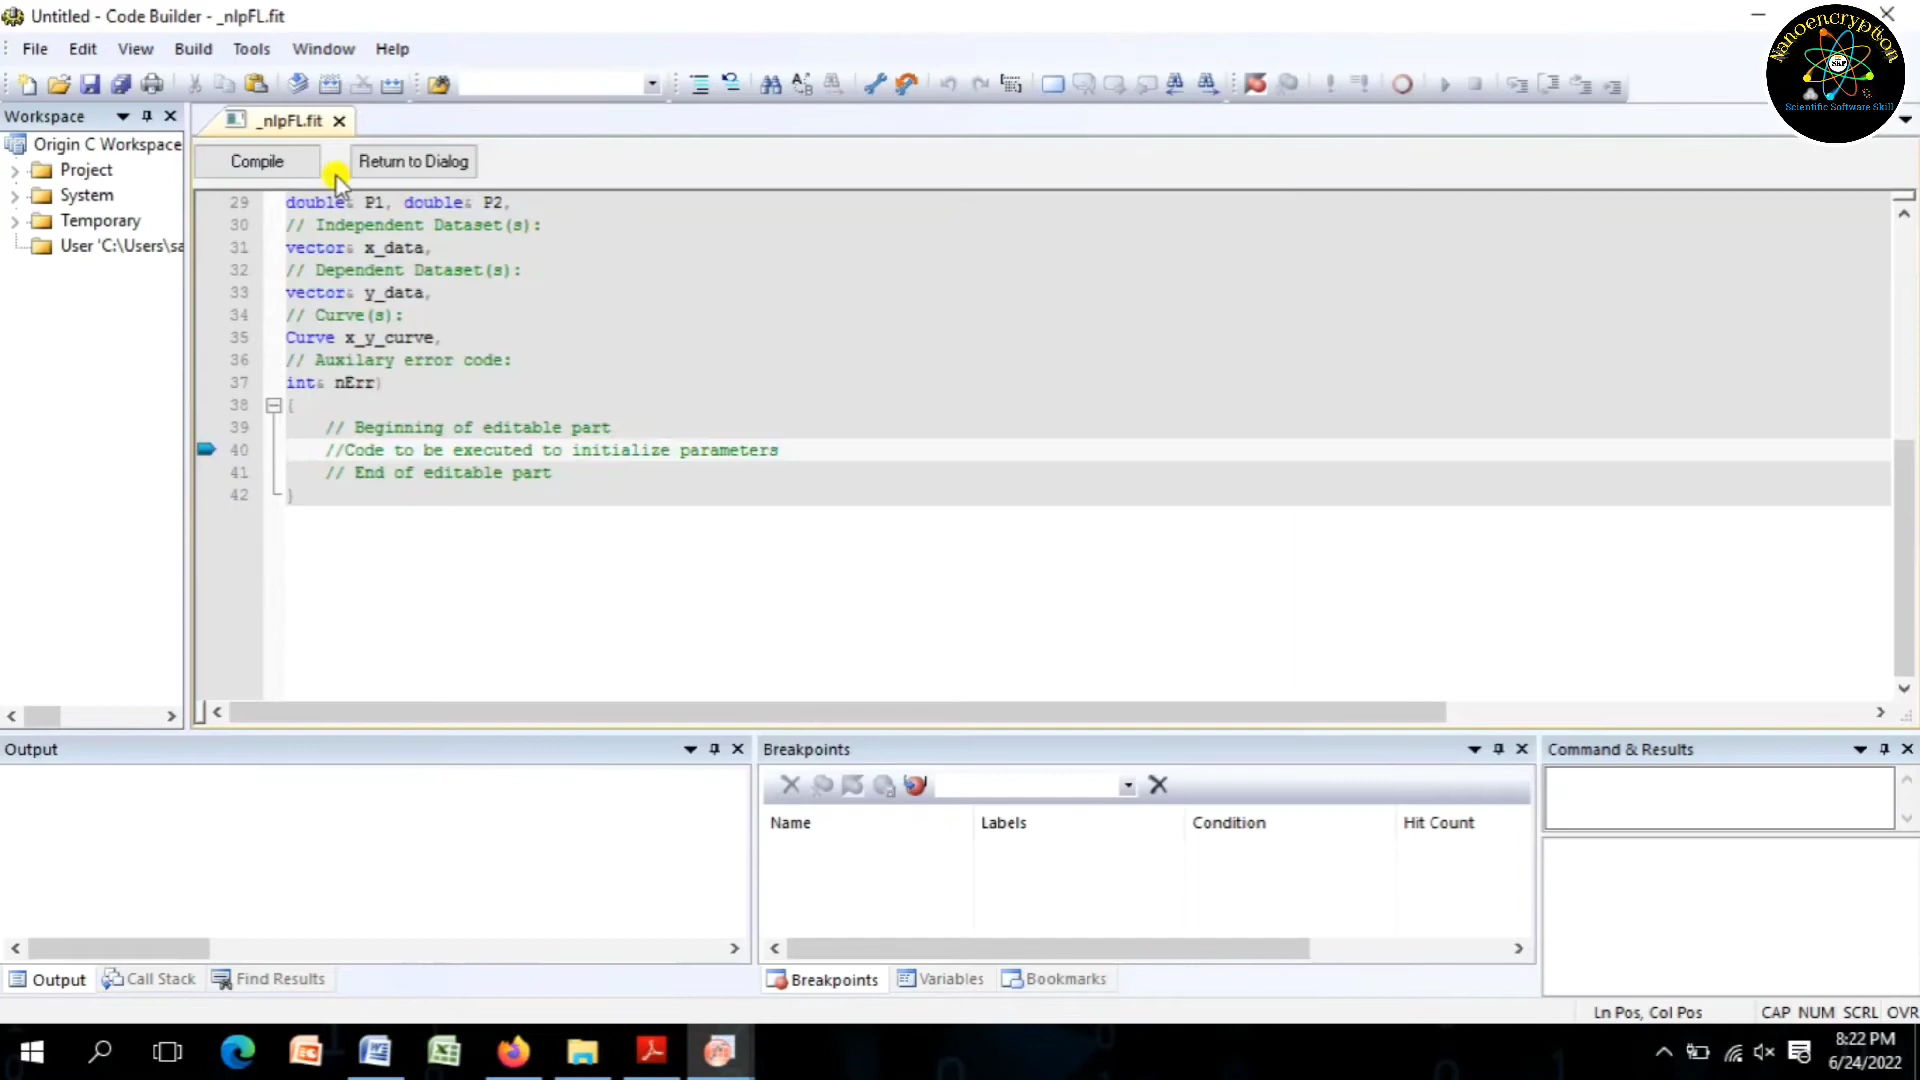 Untitled - Code Builder - _nlpFL.fit
File Edit View Build Tools Window Help
Nanoencryption
SKP
Scientific Software Skill
Workspace
_nlpFL.fit
Origin C Workspace
Project
System
Temporary
User 'C:\Users\sa
Compile
Return to Dialog
29 double& P1, double& P2,
30 // Independent Dataset(s):
31 vector& x_data,
32 // Dependent Dataset(s):
33 vector& y_data,
34 // Curve(s):
35 Curve x_y_curve,
36 // Auxilary error code:
37 int& nErr)
38 {
39 // Beginning of editable part
40 //Code to be executed to initialize parameters
41 // End of editable part
42 }
Output
Breakpoints
Command & Results
Name Labels Condition Hit Count
Output Call Stack Find Results
Breakpoints Variables Bookmarks
Ln Pos, Col Pos CAP NUM SCRL OVR
8:22 PM
6/24/2022